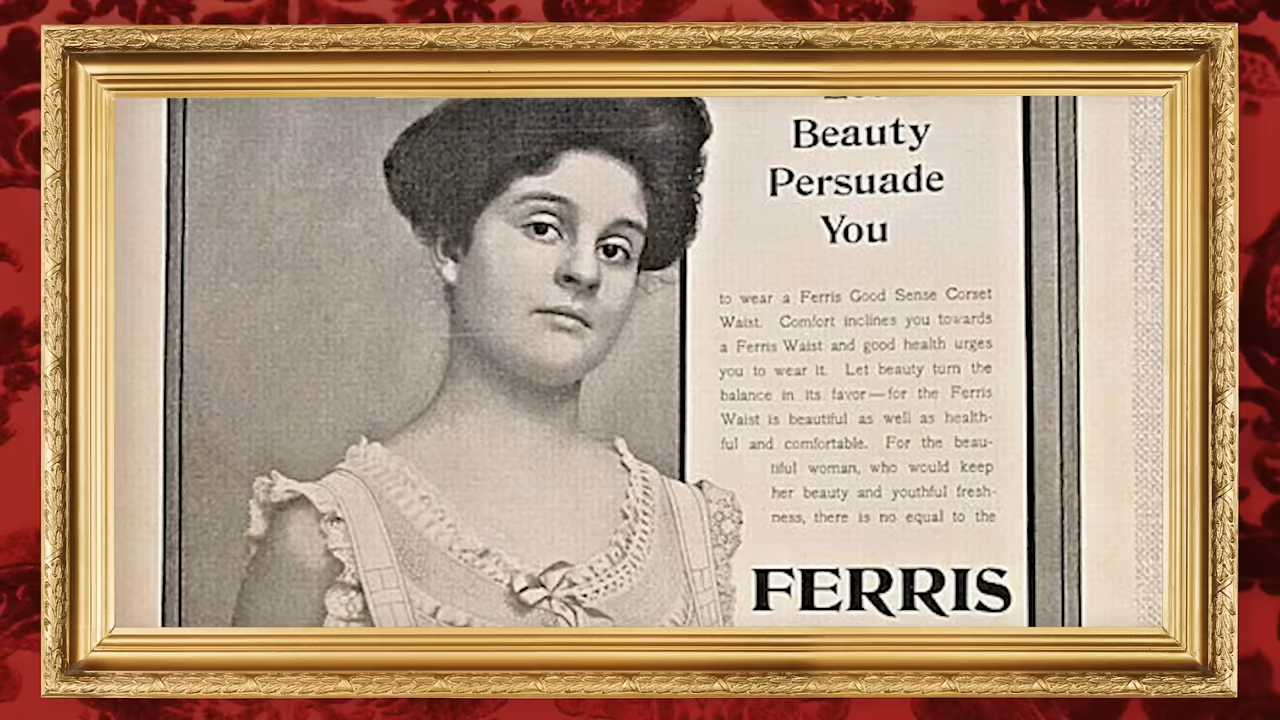 Beauty
Persuade
You
to wear a Ferris Good Sense Corset
Waist. Comfort inclines you towards
a Ferris Waist and good health urges
you to wear it. Let beauty turn the
balance in its favor—for the Ferris
Waist is beautiful as well as health-
ful and comfortable. For the beau-
tiful woman, who would keep
her beauty and youthful fresh-
ness, there is no equal to the
FERRIS